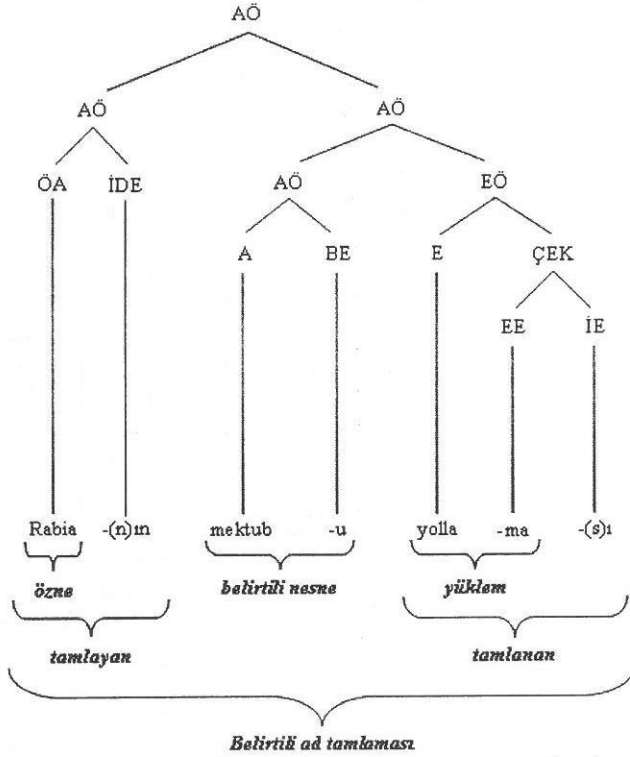 AÖ
AÖ AÖ
ÖA İDE AÖ EÖ
A BE E ÇEK
EE İE
Rabia -(n)ın mektub -u yolla -ma -(s)ı
özne belirtili nesne yüklem
tamlayan tamlanan
Belirtili ad tamlaması